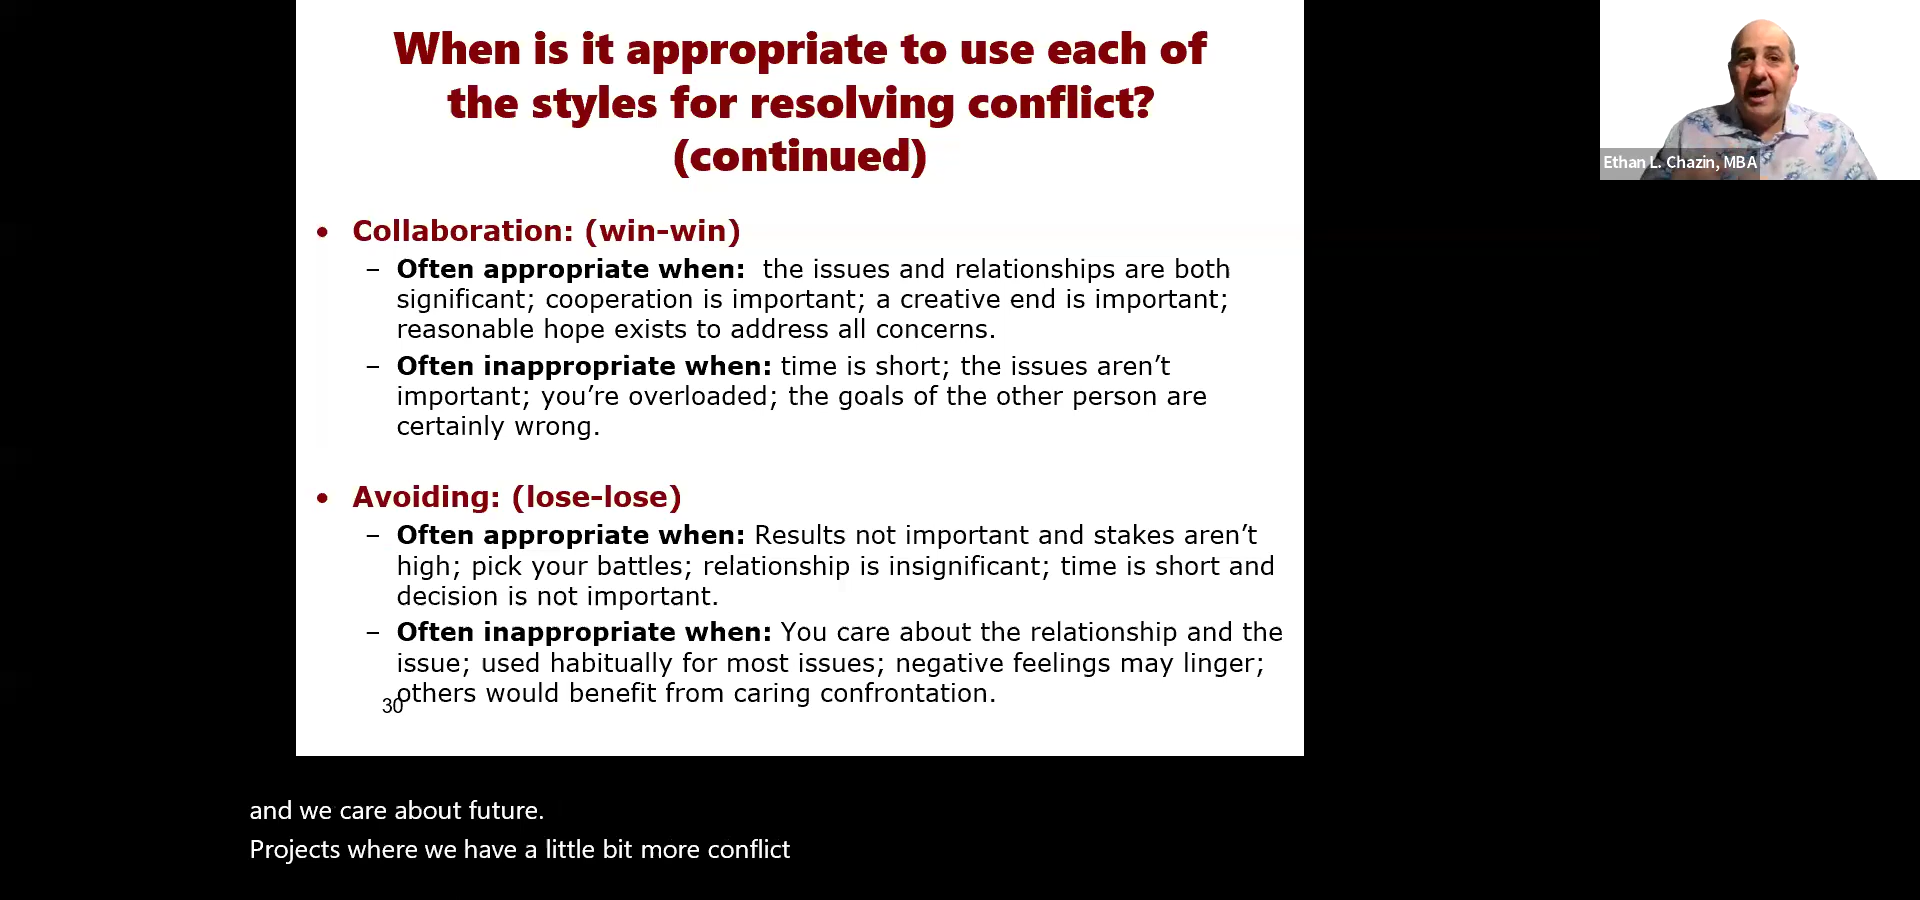 When is it appropriate to use each of
the styles for resolving conflict?
(continued)
Ethan L. Chazin, MBA
• Collaboration: (win-win)
– Often appropriate when: the issues and relationships are both
significant; cooperation is important; a creative end is important;
reasonable hope exists to address all concerns.
– Often inappropriate when: time is short; the issues aren’t
important; you’re overloaded; the goals of the other person are
certainly wrong.
• Avoiding: (lose-lose)
– Often appropriate when: Results not important and stakes aren’t
high; pick your battles; relationship is insignificant; time is short and
decision is not important.
– Often inappropriate when: You care about the relationship and the
issue; used habitually for most issues; negative feelings may linger;
others would benefit from caring confrontation.
30
and we care about future.
Projects where we have a little bit more conflict